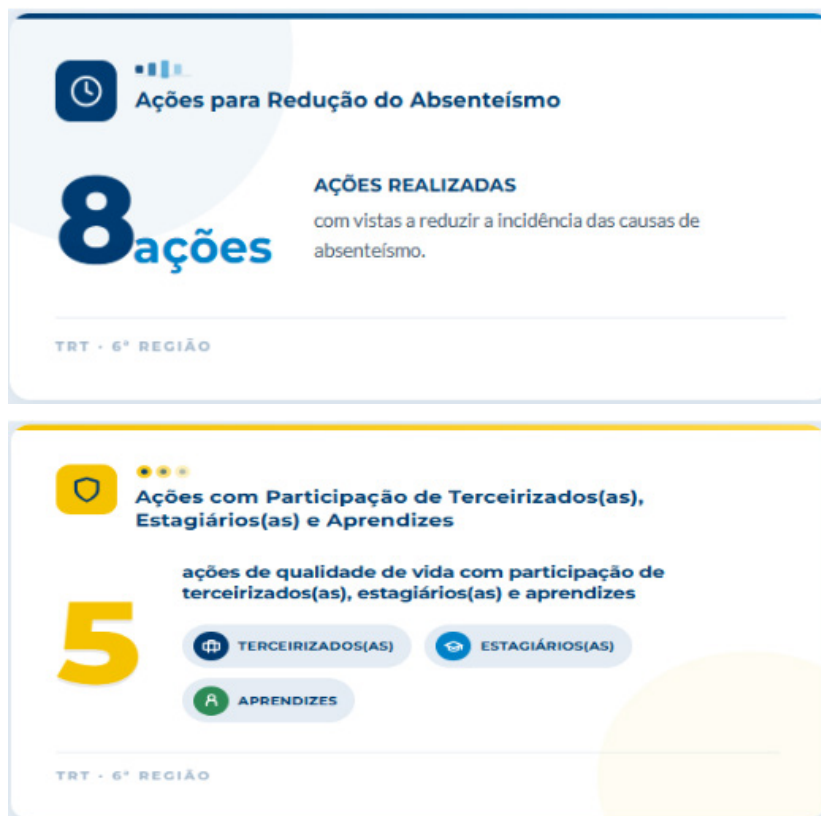 Ações para Redução do Absenteísmo
8 ações
AÇÕES REALIZADAS
com vistas a reduzir a incidência das causas de
absenteísmo.
TRT · 6ª REGIÃO
Ações com Participação de Terceirizados(as),
Estagiários(as) e Aprendizes
5
ações de qualidade de vida com participação de
terceirizados(as), estagiários(as) e aprendizes
TERCEIRIZADOS(AS)
ESTAGIÁRIOS(AS)
APRENDIZES
TRT · 6ª REGIÃO